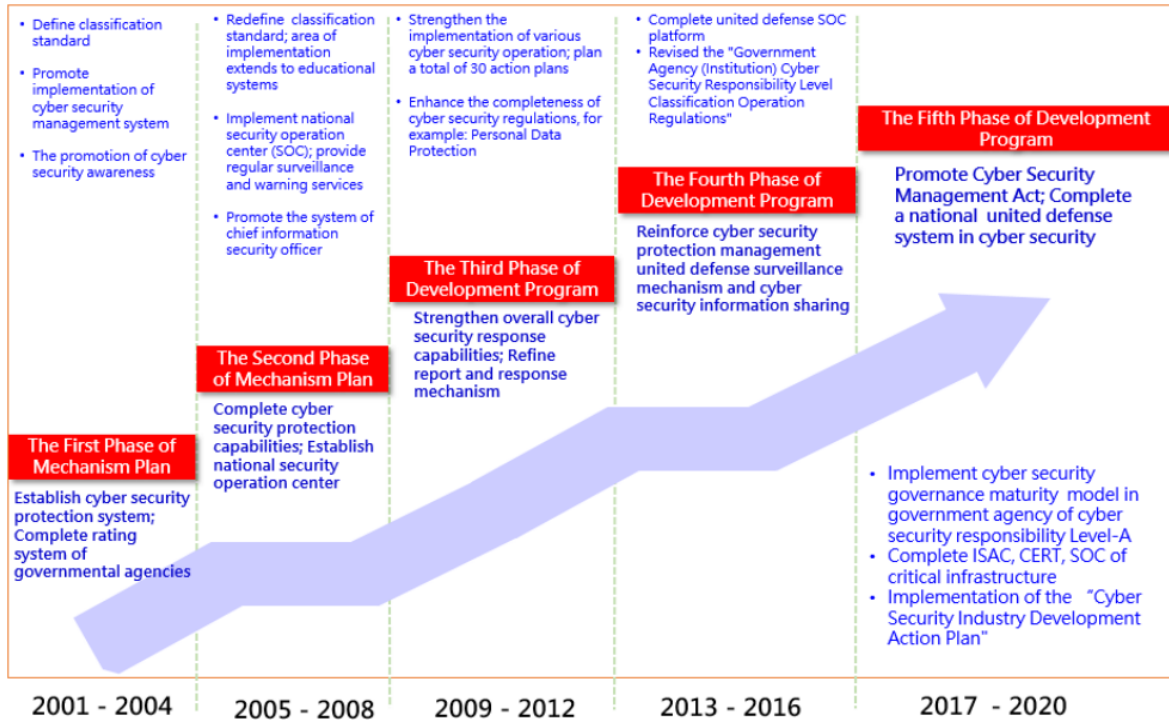 • Define classification
standard
• Promote
implementation of
cyber security
management system
• The promotion of cyber
security awareness
The First Phase of
Mechanism Plan
Establish cyber security
protection system;
Complete rating
system of
governmental agencies
2001 - 2004
• Redefine classification
standard; area of
implementation
extends to educational
systems
• Implement national
security operation
center (SOC); provide
regular surveillance
and warning services
• Promote the system of
chief information
security officer
The Second Phase
of Mechanism Plan
Complete cyber
security protection
capabilities; Establish
national security
operation center
2005 - 2008
• Strengthen the
implementation of various
cyber security operation; plan
a total of 30 action plans
• Enhance the completeness of
cyber security regulations, for
example: Personal Data
Protection
The Third Phase of
Development Program
Strengthen overall cyber
security response
capabilities; Refine
report and response
mechanism
2009 - 2012
• Complete united defense SOC
platform
• Revised the "Government
Agency (Institution) Cyber
Security Responsibility Level
Classification Operation
Regulations"
The Fourth Phase of
Development Program
Reinforce cyber security
protection management
united defense surveillance
mechanism and cyber
security information sharing
2013 - 2016
The Fifth Phase of Development
Program
Promote Cyber Security
Management Act; Complete
a national united defense
system in cyber security
• Implement cyber security
governance maturity model in
government agency of cyber
security responsibility Level-A
• Complete ISAC, CERT, SOC of
critical infrastructure
• Implementation of the "Cyber
Security Industry Development
Action Plan"
2017 - 2020